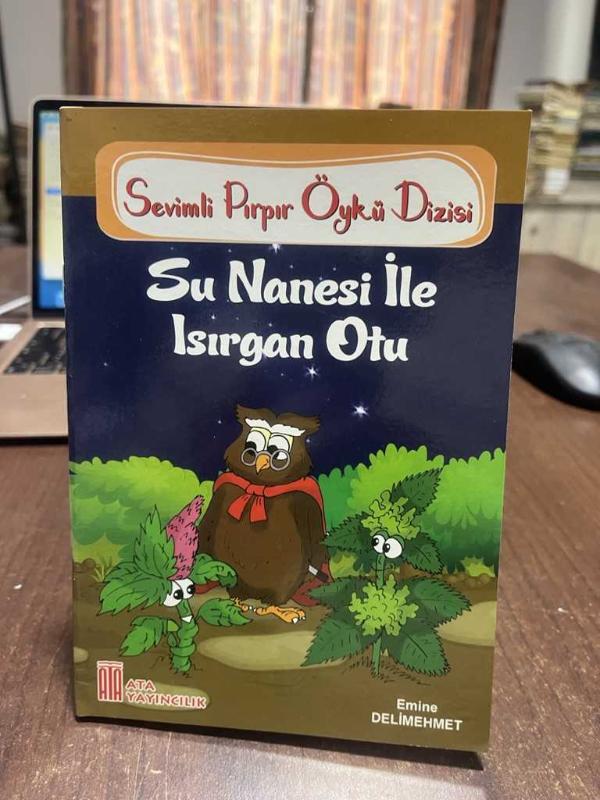 Sevimli Pırpır Öykü Dizisi
Su Nanesi İle
Isırgan Otu
ATA
ATA
YAYINCILIK
Emine
DELİMEHMET